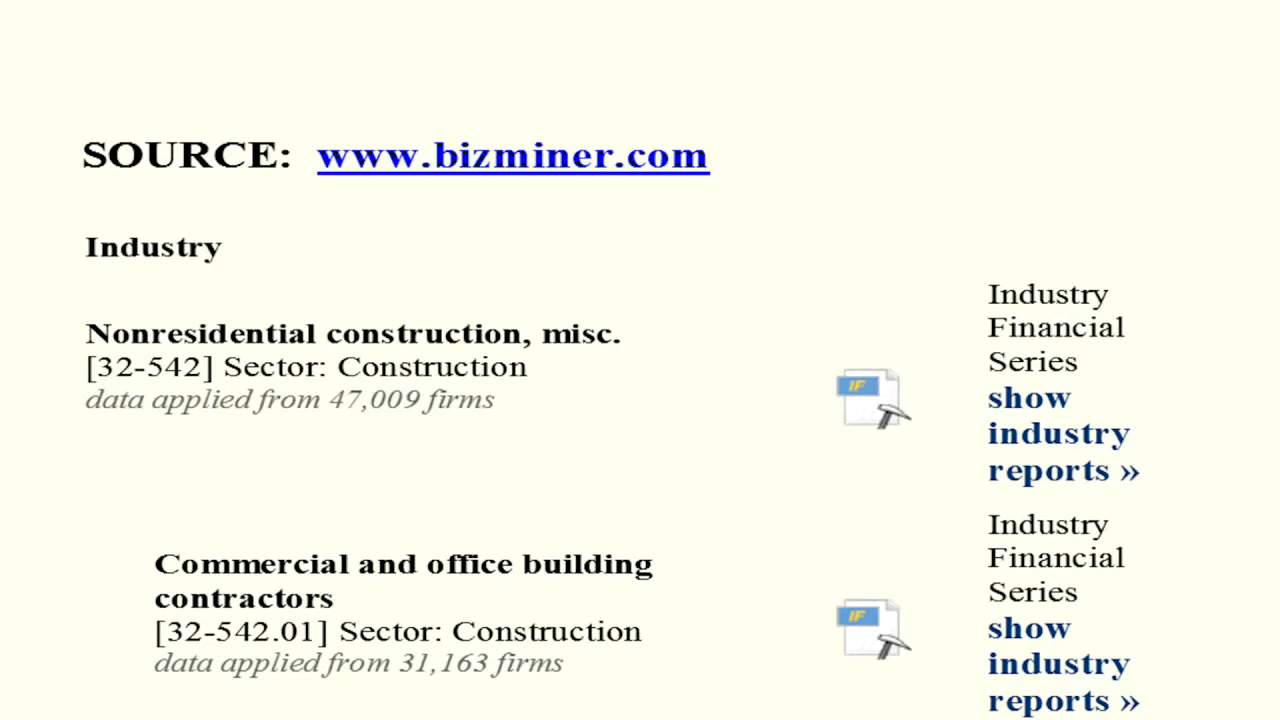 SOURCE: www.bizminer.com
Industry
Nonresidential construction, misc.
[32-542] Sector: Construction
data applied from 47,009 firms
IF
Industry
Financial
Series
show
industry
reports »
Commercial and office building
contractors
[32-542.01] Sector: Construction
data applied from 31,163 firms
IF
Industry
Financial
Series
show
industry
reports »